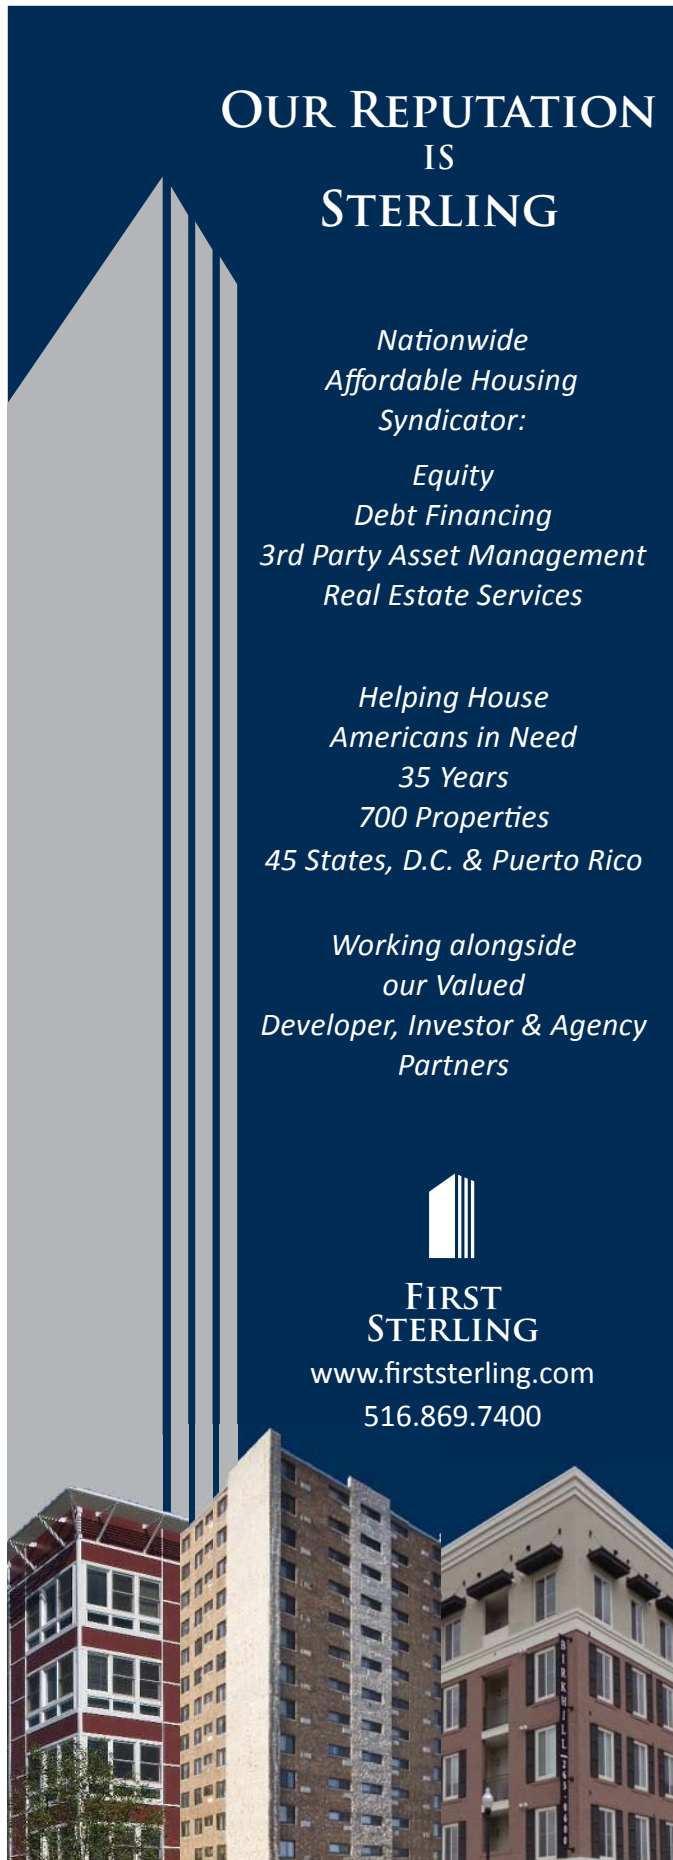 OUR REPUTATION
IS
STERLING
Nationwide
Affordable Housing
Syndicator:
Equity
Debt Financing
3rd Party Asset Management
Real Estate Services
Helping House
Americans in Need
35 Years
700 Properties
45 States, D.C. & Puerto Rico
Working alongside
our Valued
Developer, Investor & Agency
Partners
FIRST
STERLING
www.firststerling.com
516.869.7400
BIRKHILL